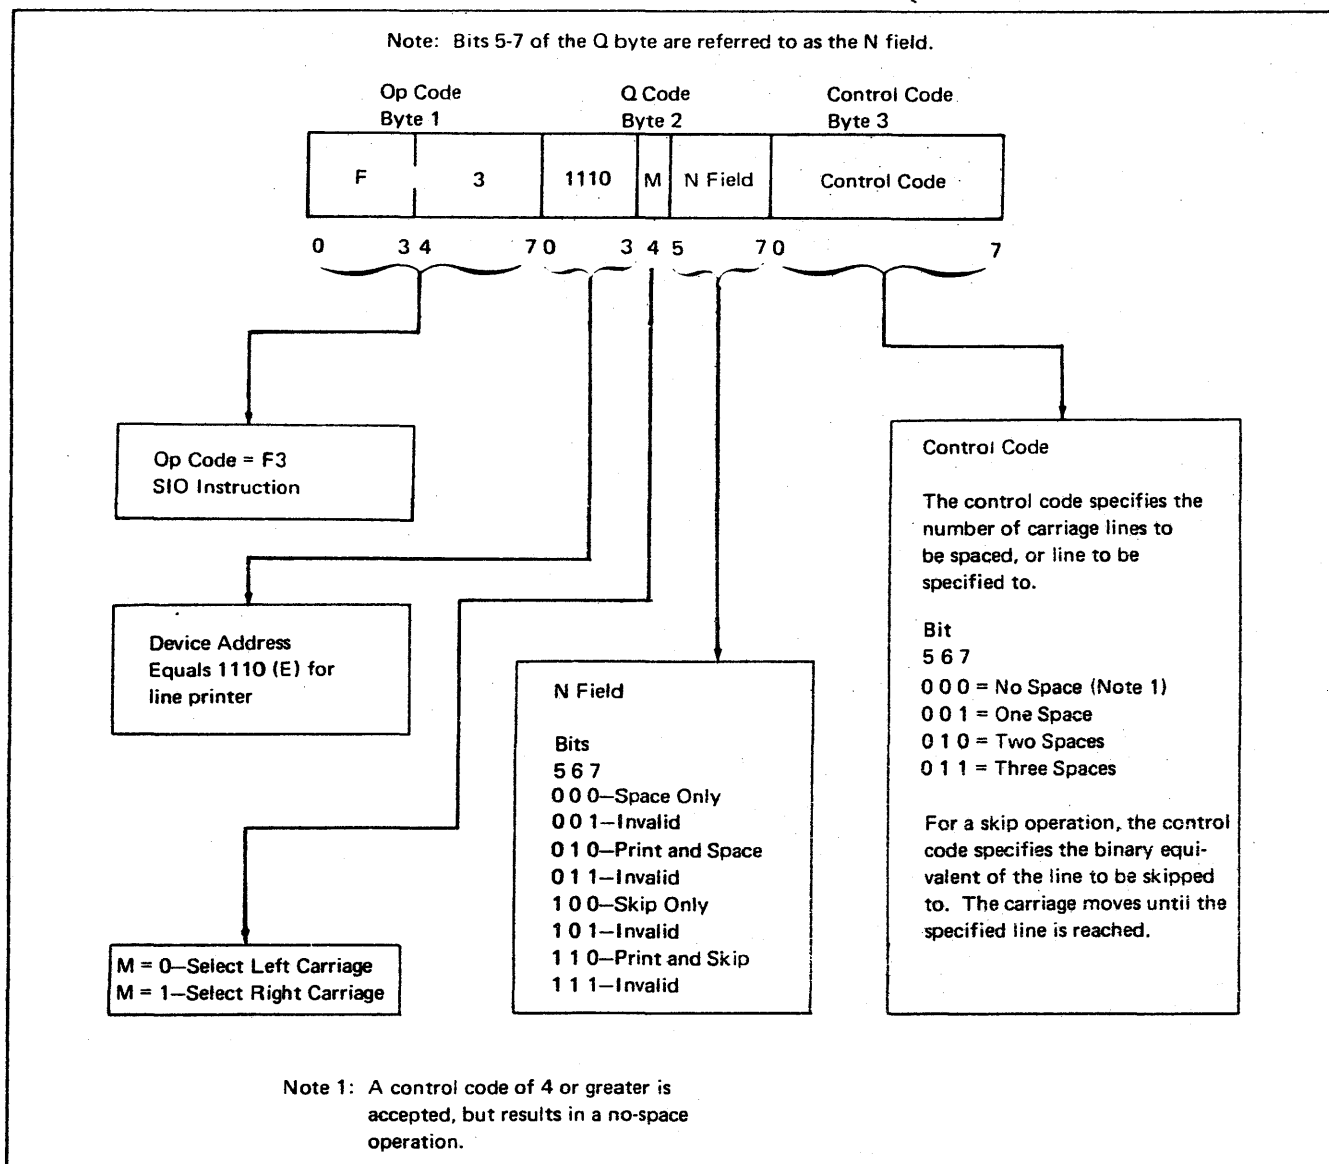 Note: Bits 5-7 of the Q byte are referred to as the N field.
Op Code
Byte 1
Q Code
Byte 2
Control Code
Byte 3
F 3 1110 M N Field Control Code
0 3 4 7 0 3 4 5 7 0 7
Op Code = F3
SIO Instruction
Device Address
Equals 1110 (E) for
line printer
M = 0—Select Left Carriage
M = 1—Select Right Carriage
N Field
Bits
5 6 7
0 0 0—Space Only
0 0 1—Invalid
0 1 0—Print and Space
0 1 1—Invalid
1 0 0—Skip Only
1 0 1—Invalid
1 1 0—Print and Skip
1 1 1—Invalid
Control Code
The control code specifies the
number of carriage lines to
be spaced, or line to be
specified to.
Bit
5 6 7
0 0 0 = No Space (Note 1)
0 0 1 = One Space
0 1 0 = Two Spaces
0 1 1 = Three Spaces
For a skip operation, the control
code specifies the binary equi-
valent of the line to be skipped
to. The carriage moves until the
specified line is reached.
Note 1: A control code of 4 or greater is
accepted, but results in a no-space
operation.